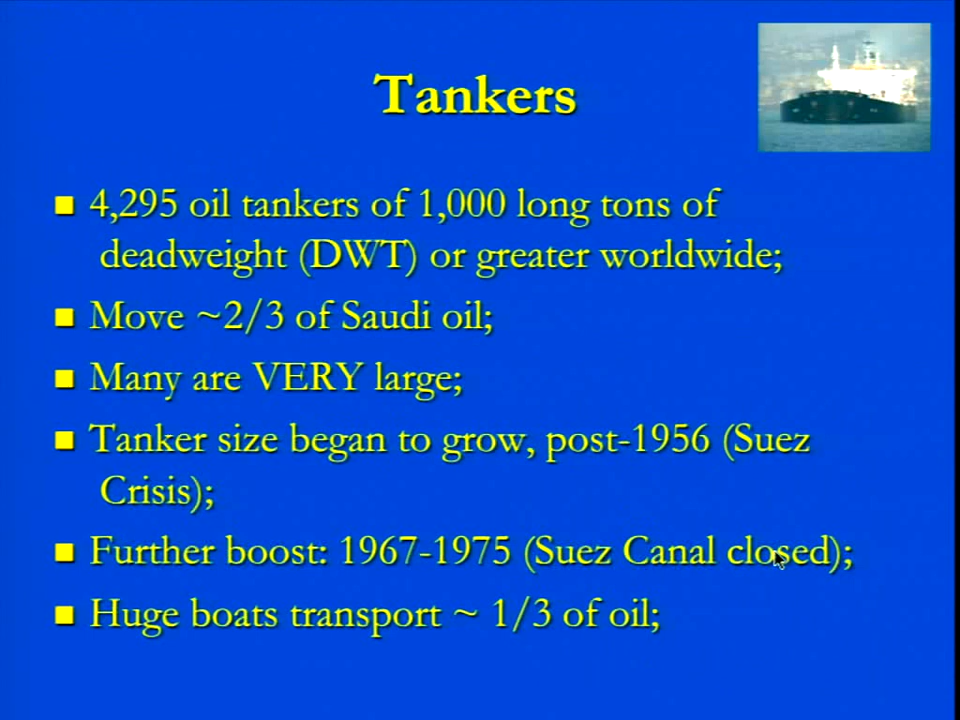 Tankers
4,295 oil tankers of 1,000 long tons of
deadweight (DWT) or greater worldwide;
Move ~2/3 of Saudi oil;
Many are VERY large;
Tanker size began to grow, post-1956 (Suez
Crisis);
Further boost: 1967-1975 (Suez Canal closed);
Huge boats transport ~ 1/3 of oil;